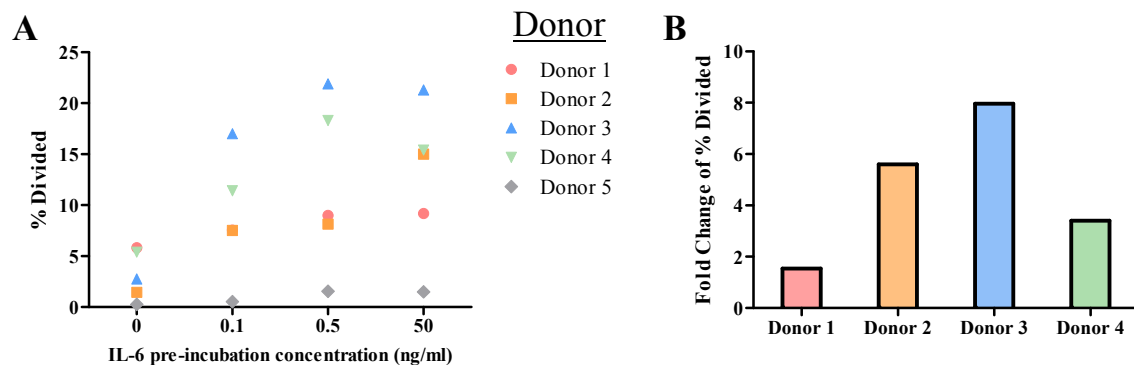 A
% Divided
25
20
15
10
5
0
0 0.1 0.5 50
IL-6 pre-incubation concentration (ng/ml)
Donor
Donor 1
Donor 2
Donor 3
Donor 4
Donor 5
B
Fold Change of % Divided
10
8
6
4
2
0
Donor 1 Donor 2 Donor 3 Donor 4